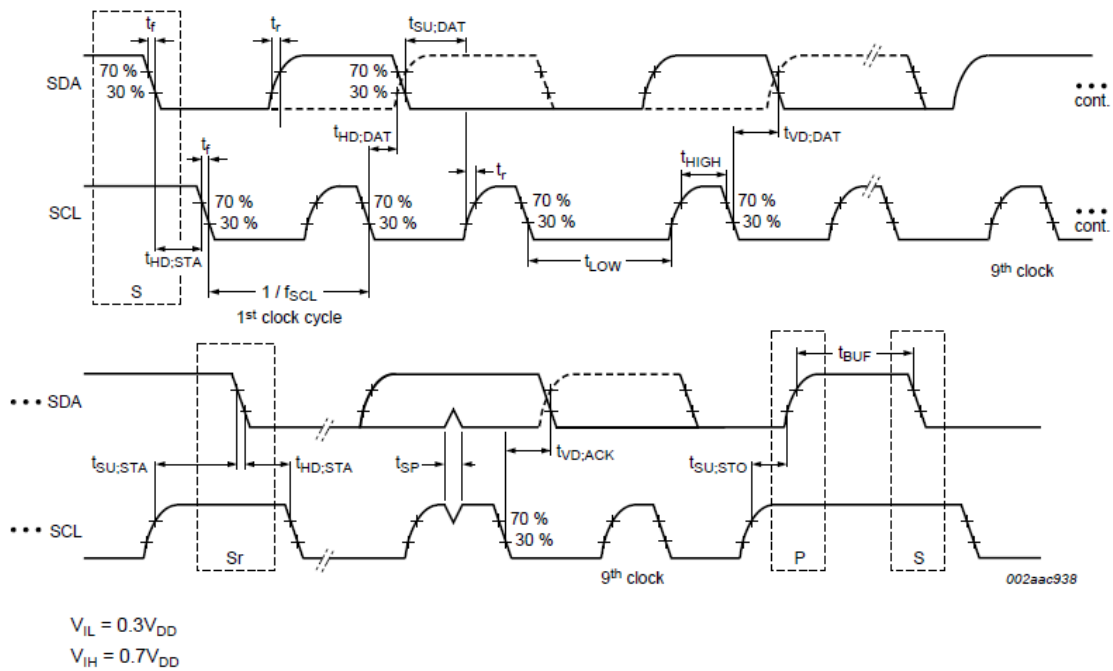 tf tr tSU;DAT
SDA 70 % 30 % 70 % 30 % ••• cont.
tHD;DAT tVD;DAT
tf tr tHIGH
SCL 70 % 30 % 70 % 30 % 70 % 30 % 70 % 30 % ••• cont.
tHD;STA tLOW 9th clock
S 1 / fSCL
1st clock cycle
tBUF
••• SDA
tSU;STA tHD;STA tSP tVD;ACK tSU;STO
••• SCL 70 % 30 %
Sr 9th clock P S
002aac938
VIL = 0.3VDD
VIH = 0.7VDD